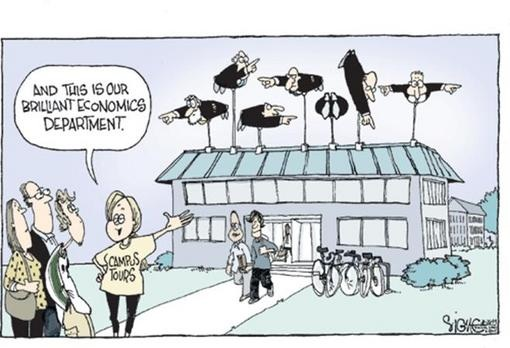 AND THIS IS OUR
BRILLIANT ECONOMICS
DEPARTMENT.
CAMPUS
TOURS